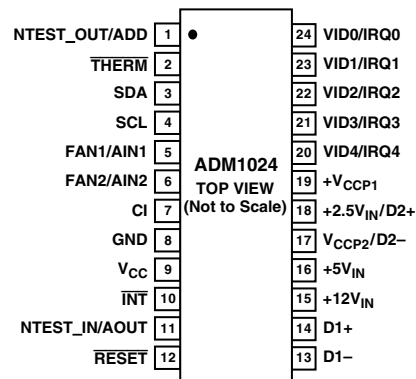 NTEST_OUT/ADD 1 24 VID0/IRQ0
THERM 2 23 VID1/IRQ1
SDA 3 22 VID2/IRQ2
SCL 4 21 VID3/IRQ3
FAN1/AIN1 5 20 VID4/IRQ4
FAN2/AIN2 6 19 +VCCP1
CI 7 18 +2.5VIN/D2+
GND 8 17 VCCP2/D2–
VCC 9 16 +5VIN
INT 10 15 +12VIN
NTEST_IN/AOUT 11 14 D1+
RESET 12 13 D1–
ADM1024
TOP VIEW
(Not to Scale)